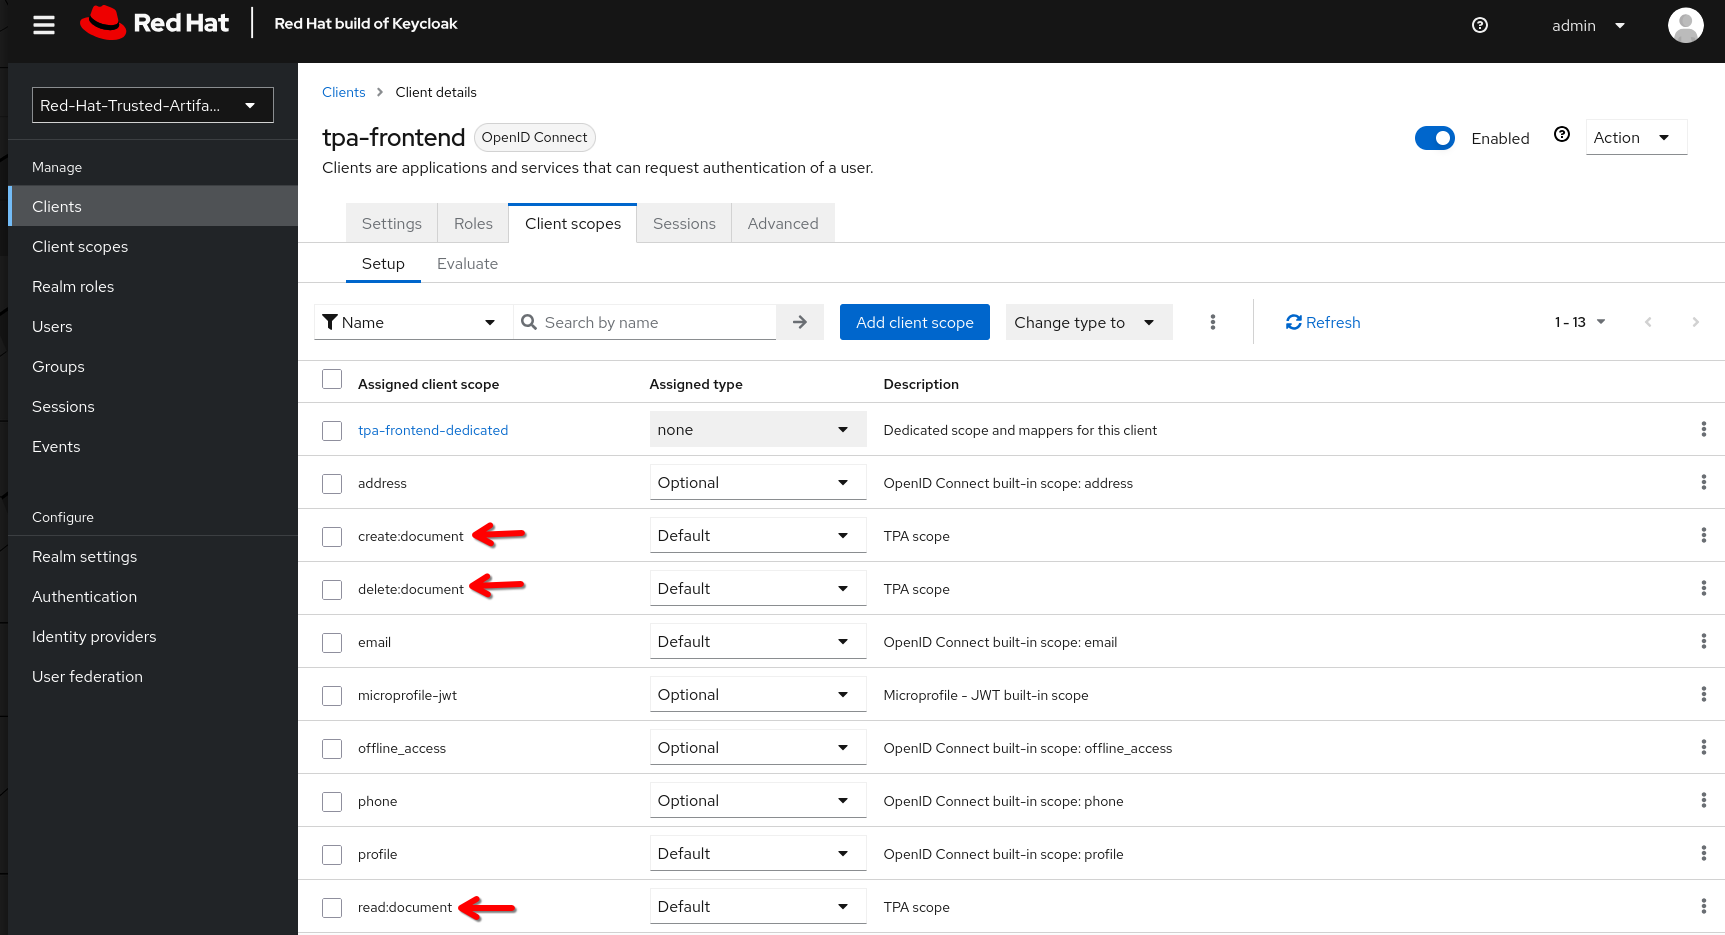 Red Hat
Red Hat build of Keycloak
admin
Red-Hat-Trusted-Artifa...
Manage
Clients
Client scopes
Realm roles
Users
Groups
Sessions
Events
Configure
Realm settings
Authentication
Identity providers
User federation
Clients > Client details
tpa-frontend OpenID Connect
Enabled
Action
Clients are applications and services that can request authentication of a user.
Settings Roles Client scopes Sessions Advanced
Setup Evaluate
Name Search by name Add client scope Change type to Refresh 1 - 13
Assigned client scope Assigned type Description
tpa-frontend-dedicated none Dedicated scope and mappers for this client
address Optional OpenID Connect built-in scope: address
create:document Default TPA scope
delete:document Default TPA scope
email Default OpenID Connect built-in scope: email
microprofile-jwt Optional Microprofile - JWT built-in scope
offline_access Optional OpenID Connect built-in scope: offline_access
phone Optional OpenID Connect built-in scope: phone
profile Default OpenID Connect built-in scope: profile
read:document Default TPA scope